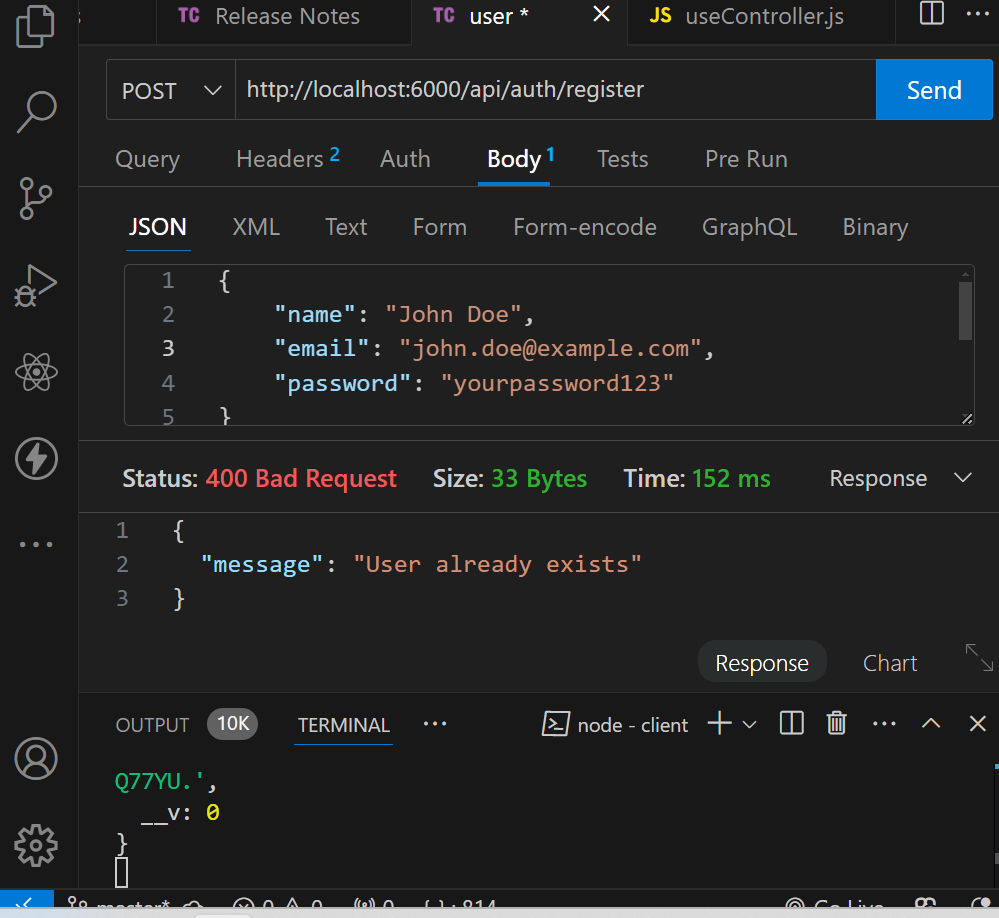 TC Release Notes
TC user *
JS useController.js
POST http://localhost:6000/api/auth/register Send
Query Headers 2 Auth Body 1 Tests Pre Run
JSON XML Text Form Form-encode GraphQL Binary
1 {
2 "name": "John Doe",
3 "email": "john.doe@example.com",
4 "password": "yourpassword123"
5 }
Status: 400 Bad Request Size: 33 Bytes Time: 152 ms Response
1 {
2 "message": "User already exists"
3 }
Response Chart
OUTPUT 10K TERMINAL node - client
Q77YU.',
__v: 0
}
master* 0 0 0 {.} : 814 Go Live